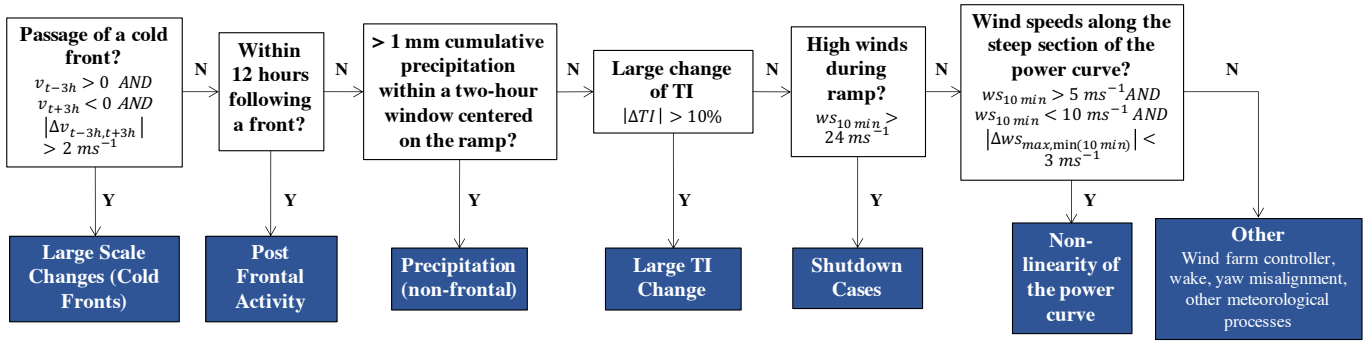 Passage of a cold
front?
v_{t−3h} > 0 AND
v_{t+3h} < 0 AND
|Δv_{t−3h,t+3h}|
> 2 ms^{−1}
N
Y
Large Scale
Changes (Cold
Fronts)
Within
12 hours
following
a front?
N
Y
Post
Frontal
Activity
> 1 mm cumulative
precipitation
within a two-hour
window centered
on the ramp?
N
Y
Precipitation
(non-frontal)
Large change
of TI
|ΔTI| > 10%
N
Y
Large TI
Change
High winds
during
ramp?
ws_{10 min} >
24 ms^{−1}
N
Y
Shutdown
Cases
Wind speeds along the
steep section of the
power curve?
ws_{10 min} > 5 ms^{−1}AND
ws_{10 min} < 10 ms^{−1} AND
|Δws_{max,min(10 min)}| <
3 ms^{−1}
N
Y
Non-
linearity of
the power
curve
Other
Wind farm controller,
wake, yaw misalignment,
other meteorological
processes